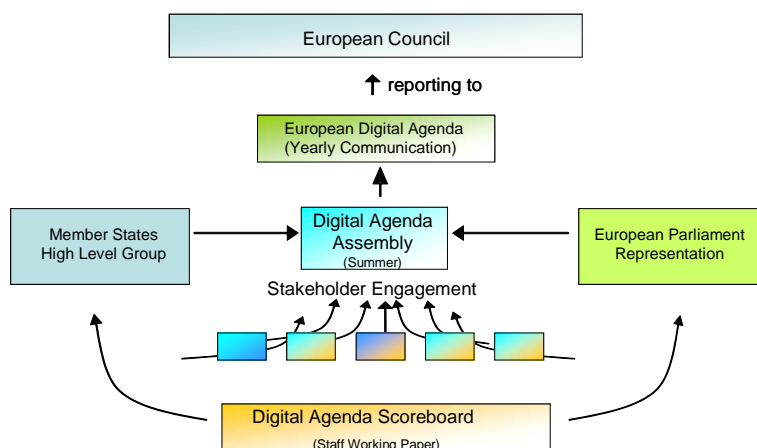 European Council
reporting to
European Digital Agenda
(Yearly Communication)
Member States
High Level Group
Digital Agenda
Assembly
(Summer)
European Parliament
Representation
Stakeholder Engagement
Digital Agenda Scoreboard
(Staff Working Paper)